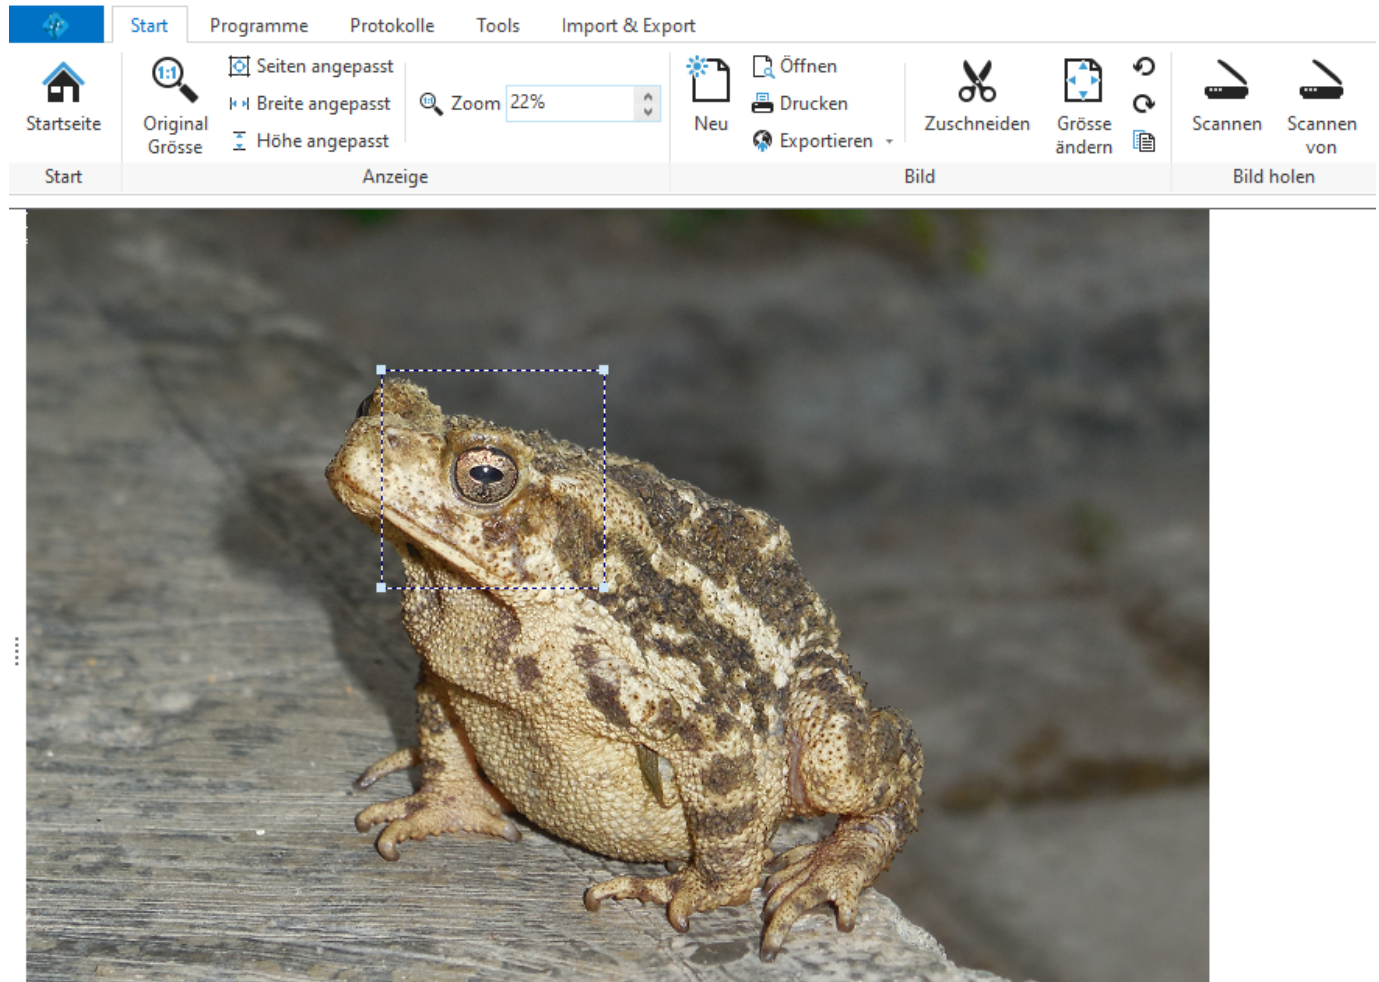 Start Programme Protokolle Tools Import & Export
Startseite
Original
Grösse
Seiten angepasst
Breite angepasst
Höhe angepasst
Zoom 22%
Neu
Öffnen
Drucken
Exportieren
Zuschneiden
Grösse
ändern
Scannen
Scannen
von
Start Anzeige Bild Bild holen